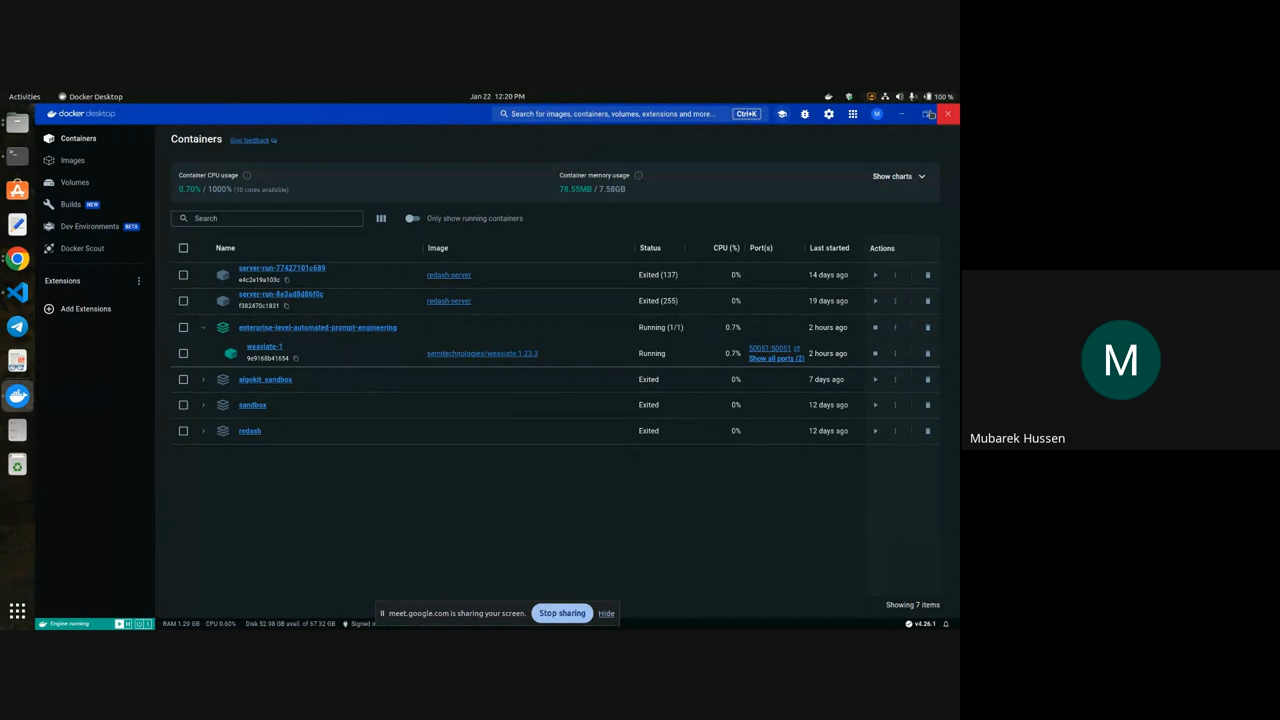 Activities Docker Desktop Jan 22 12:20 PM 100 %
docker desktop Search for images, containers, volumes, extensions and more... Ctrl+K M
Containers
Images
Volumes
Builds NEW
Dev Environments BETA
Docker Scout
Extensions
Add Extensions
Containers Give feedback
Container CPU usage
0.70% / 1000% (10 cores available)
Container memory usage
78.55MB / 7.58GB
Show charts
Search Only show running containers
Name Image Status CPU (%) Port(s) Last started Actions
server-run-77427101c689
e4c2e19a103c
redash-server Exited (137) 0% 14 days ago
server-run-8e3ad8d86f0c
f382470c1831
redash-server Exited (255) 0% 19 days ago
enterprise-level-automated-prompt-engineering Running (1/1) 0.7% 2 hours ago
weaviate-1
9e9168b41654
semitechnologies/weaviate:1.23.3 Running 0.7% 50051:50051 2 hours ago
Show all ports (2)
aigokit_sandbox Exited 0% 7 days ago
sandbox Exited 0% 12 days ago
redash Exited 0% 12 days ago
Showing 7 items
meet.google.com is sharing your screen. Stop sharing Hide
Engine running RAM 1.29 GB CPU 0.60% Disk 52.98 GB avail. of 67.32 GB Signed in v4.26.1
M
Mubarek Hussen